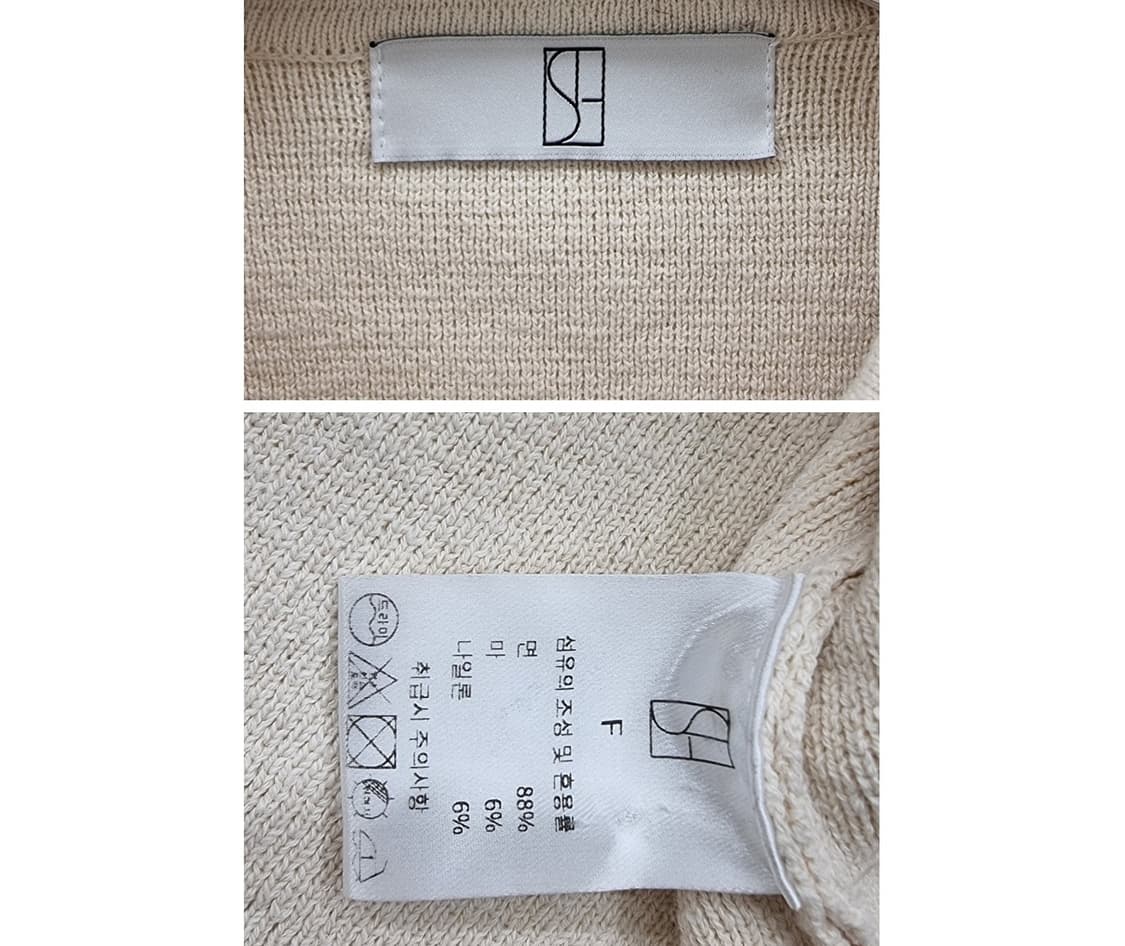 F
섬유의 조성 및 혼용률
면 88%
마 6%
나일론 6%
취급시 주의사항
드라이